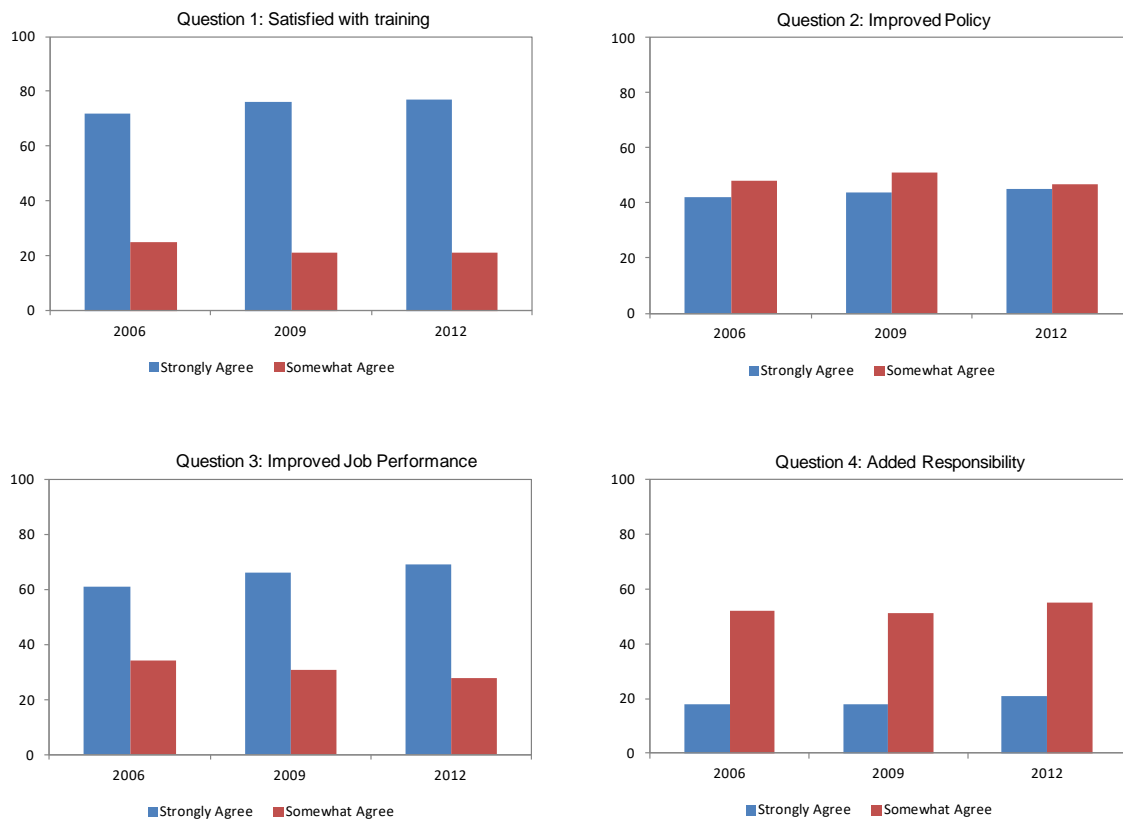 Question 1: Satisfied with training
100
80
60
40
20
0
2006 2009 2012
Strongly Agree Somewhat Agree
Question 2: Improved Policy
100
80
60
40
20
0
2006 2009 2012
Strongly Agree Somewhat Agree
Question 3: Improved Job Performance
100
80
60
40
20
0
2006 2009 2012
Strongly Agree Somewhat Agree
Question 4: Added Responsibility
100
80
60
40
20
0
2006 2009 2012
Strongly Agree Somewhat Agree